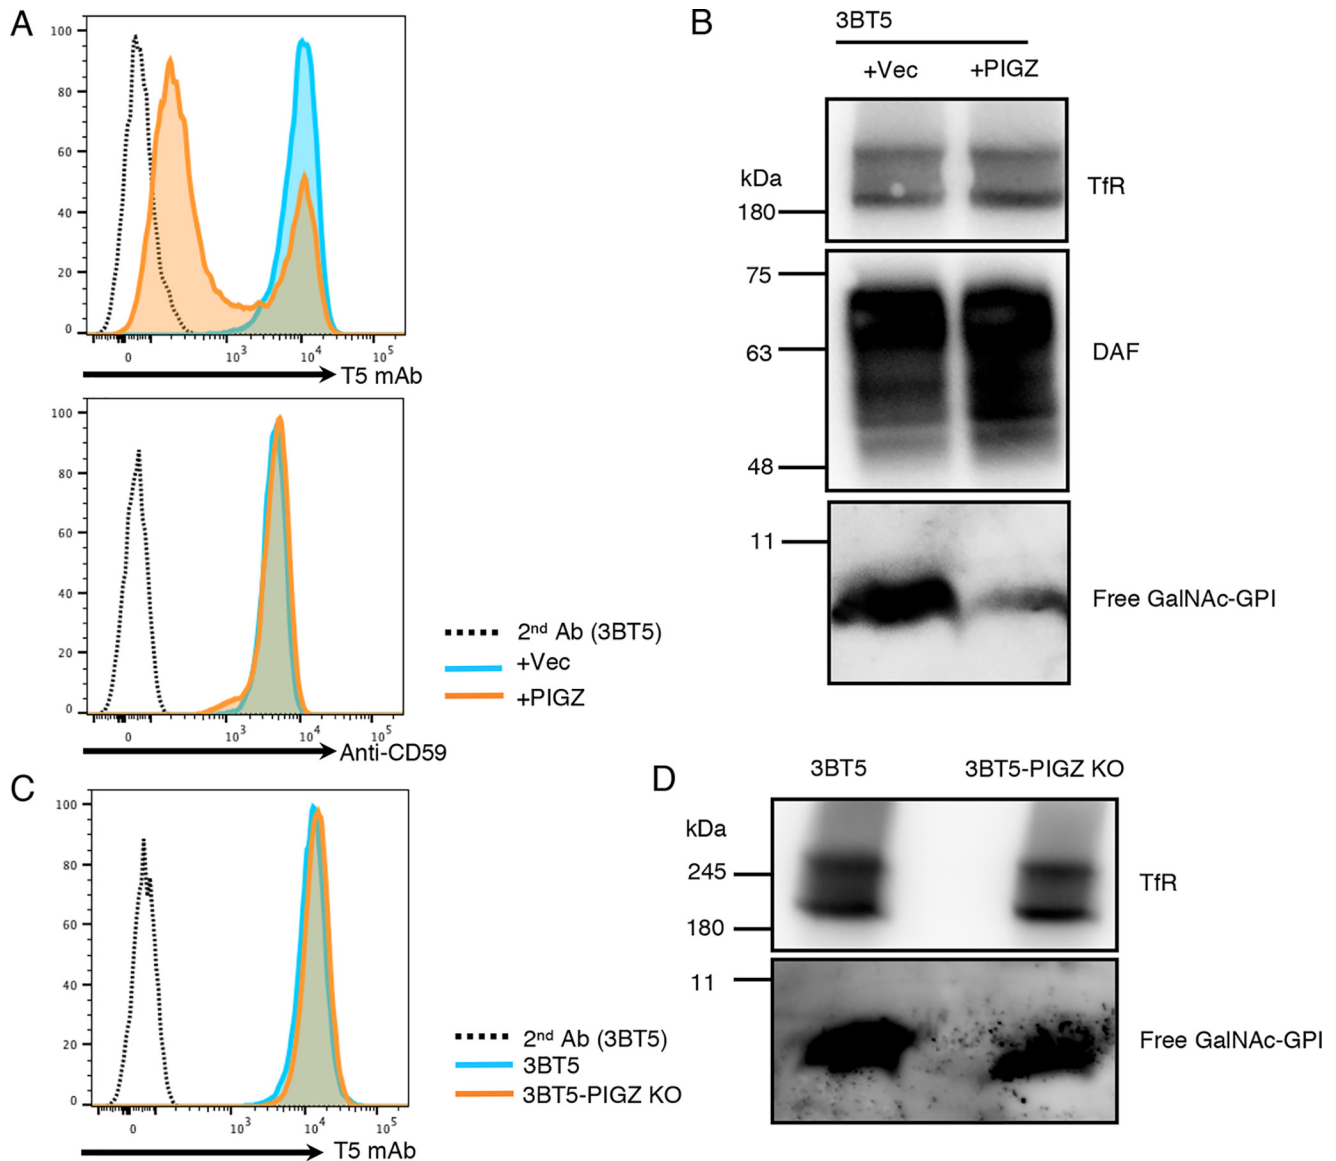 A
100
80
60
40
20
0
0 10³ 10⁴ 10⁵
T5 mAb
100
80
60
40
20
0
0 10³ 10⁴ 10⁵
Anti-CD59
2nd Ab (3BT5)
+Vec
+PIGZ
B
3BT5
+Vec +PIGZ
kDa
180
TfR
75
63
48
DAF
11
Free GalNAc-GPI
C
100
80
60
40
20
0
0 10³ 10⁴ 10⁵
T5 mAb
2nd Ab (3BT5)
3BT5
3BT5-PIGZ KO
D
3BT5 3BT5-PIGZ KO
kDa
245
180
TfR
11
Free GalNAc-GPI